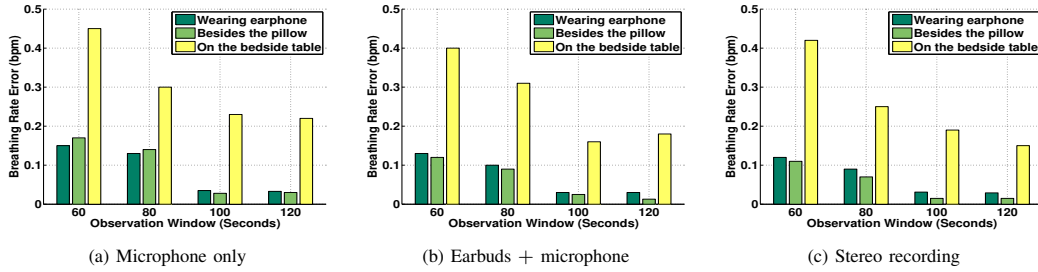 0.5
0.4
0.3
0.2
0.1
0
Breathing Rate Error (bpm)
Wearing earphone
Besides the pillow
On the bedside table
60 80 100 120
Observation Window (Seconds)
(a) Microphone only
0.5
0.4
0.3
0.2
0.1
0
Breathing Rate Error (bpm)
Wearing earphone
Besides the pillow
On the bedside table
60 80 100 120
Observation Window (Seconds)
(b) Earbuds + microphone
0.5
0.4
0.3
0.2
0.1
0
Breathing Rate Error (bpm)
Wearing earphone
Besides the pillow
On the bedside table
60 80 100 120
Observation Window (Seconds)
(c) Stereo recording